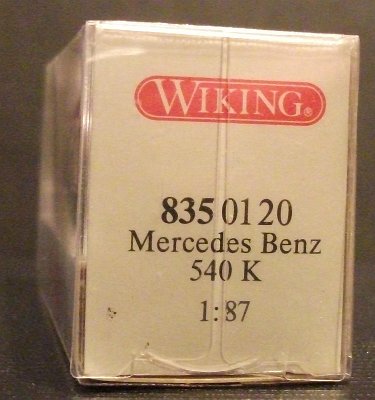 WIKING®
835 01 20
Mercedes Benz
540 K
1:87